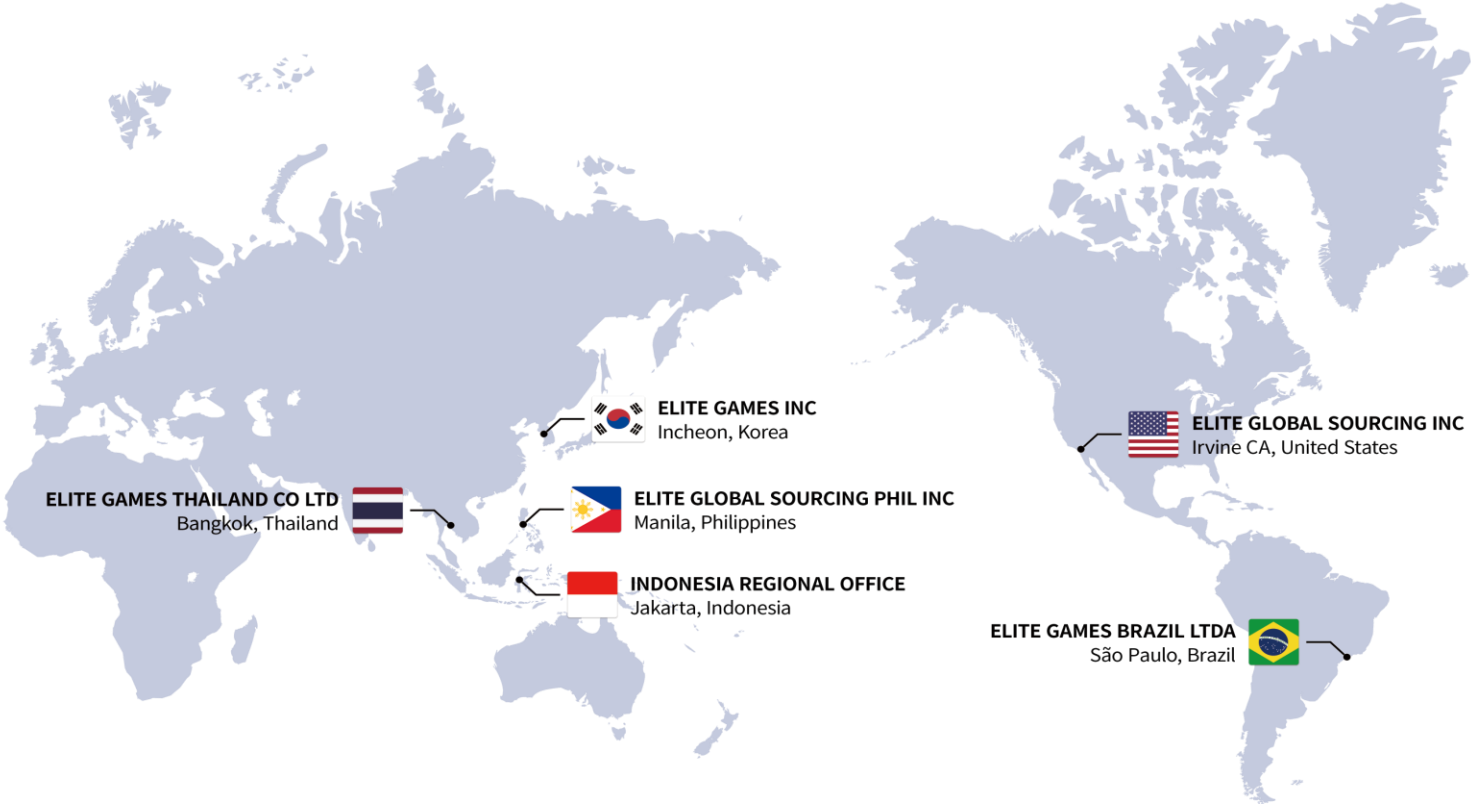 ELITE GAMES INC
Incheon, Korea
ELITE GLOBAL SOURCING INC
Irvine CA, United States
ELITE GAMES THAILAND CO LTD
Bangkok, Thailand
ELITE GLOBAL SOURCING PHIL INC
Manila, Philippines
INDONESIA REGIONAL OFFICE
Jakarta, Indonesia
ELITE GAMES BRAZIL LTDA
São Paulo, Brazil